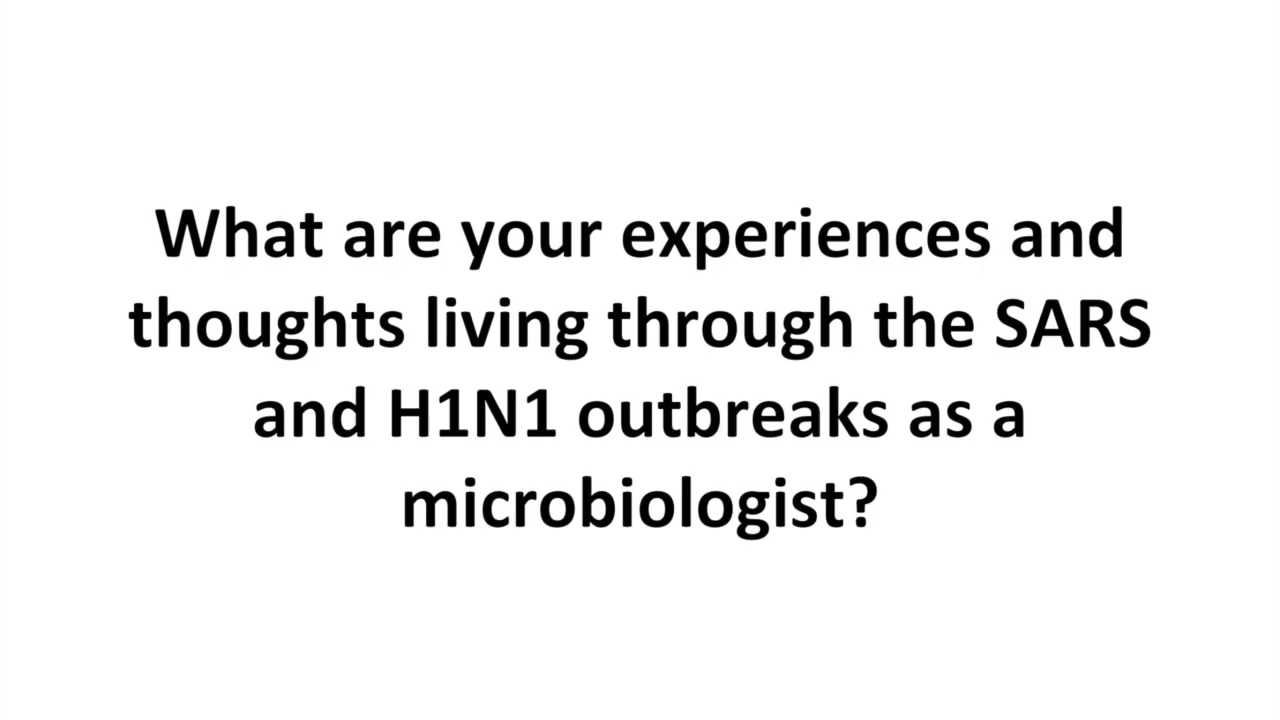 What are your experiences and
thoughts living through the SARS
and H1N1 outbreaks as a
microbiologist?